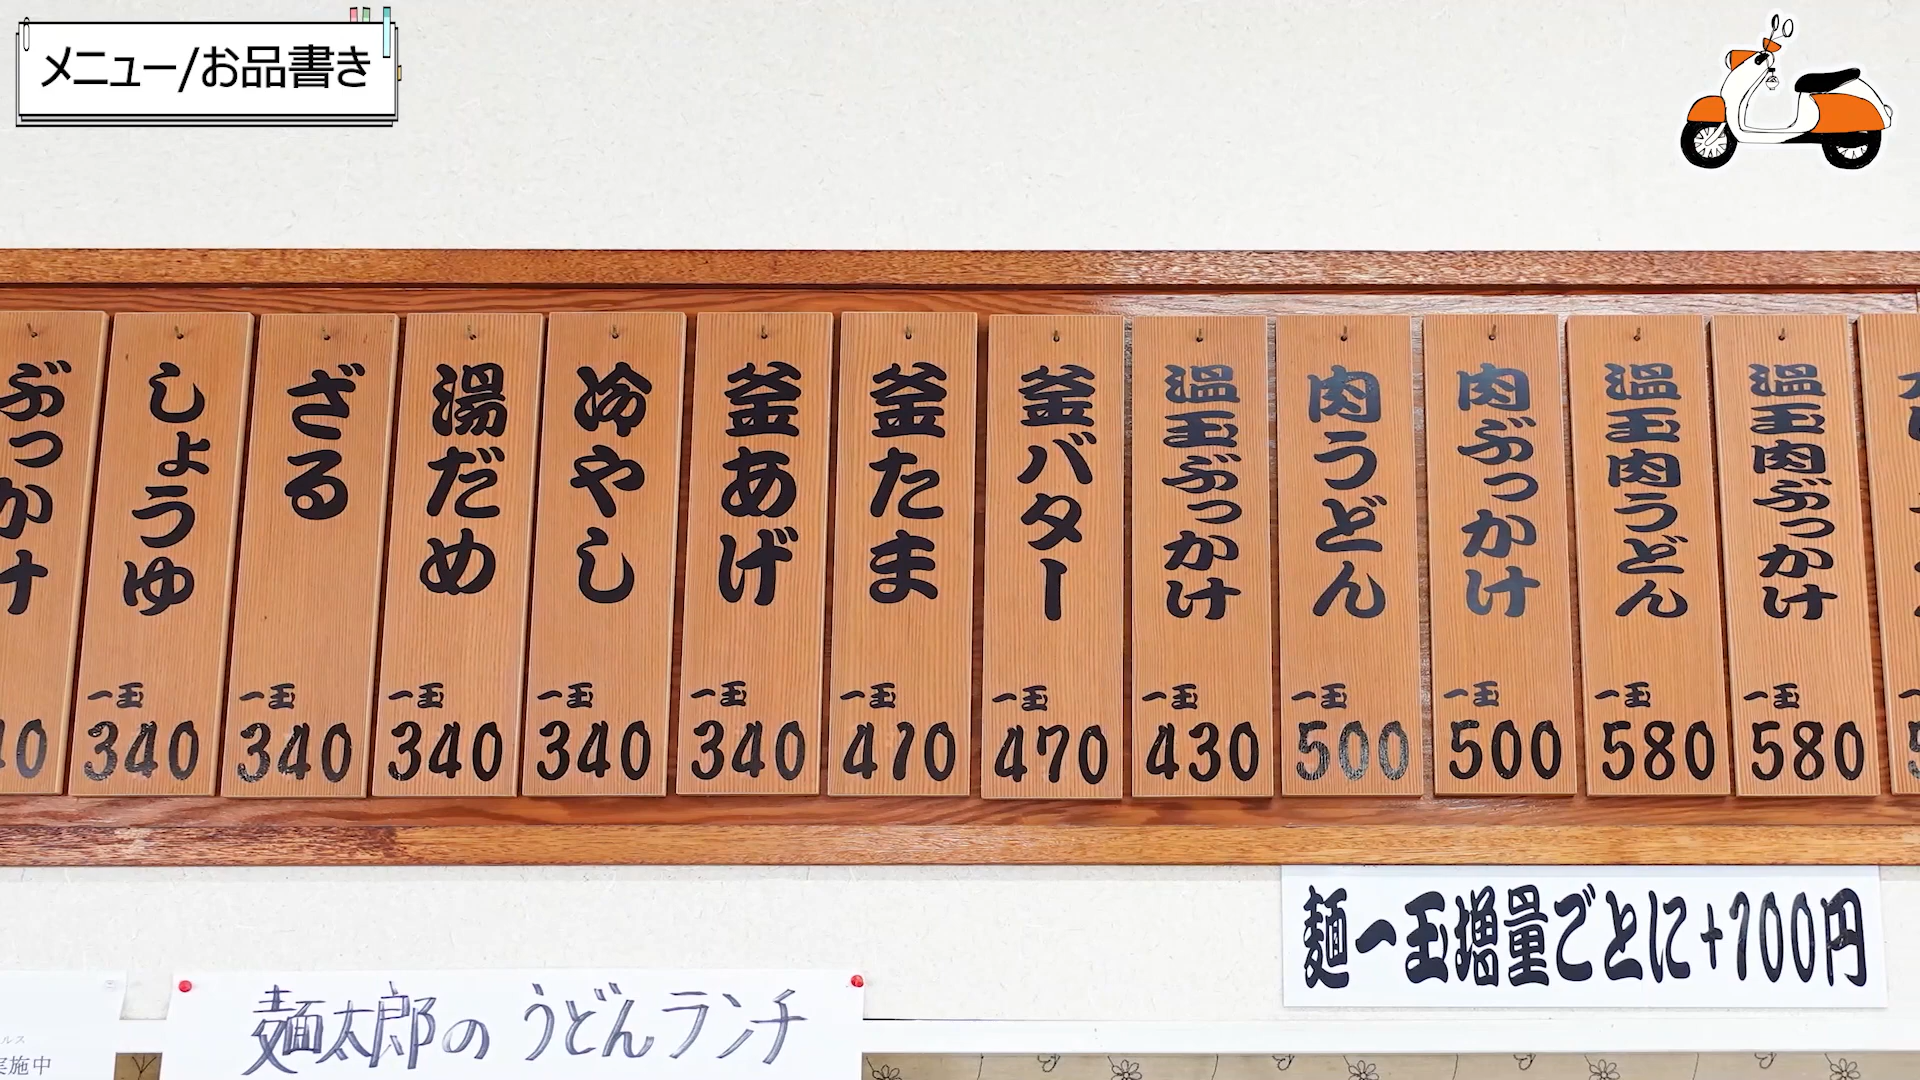 メニュー/お品書き
ぶっかけ
しょうゆ 一玉 340
ざる 一玉 340
湯だめ 一玉 340
冷やし 一玉 340
釜あげ 一玉 340
釜たま 一玉 470
釜バター 一玉 470
温玉ぶっかけ 一玉 430
肉うどん 一玉 500
肉ぶっかけ 一玉 500
温玉肉うどん 一玉 580
温玉肉ぶっかけ 一玉 580
麺一玉増量ごとに+100円
麺太郎の うどんランチ
実施中